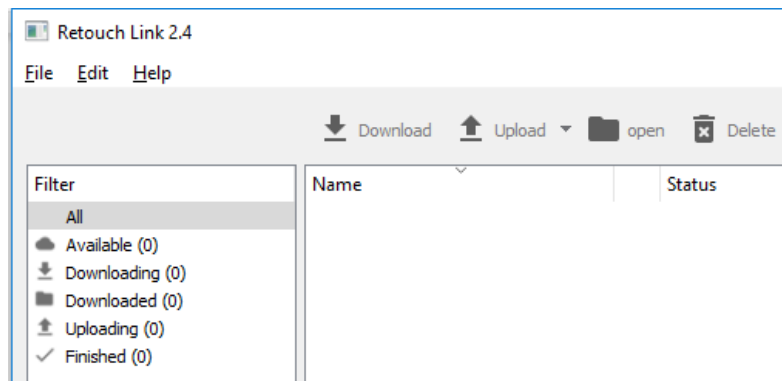 Retouch Link 2.4
File Edit Help
Download Upload open Delete
Filter
Name Status
All
Available (0)
Downloading (0)
Downloaded (0)
Uploading (0)
Finished (0)